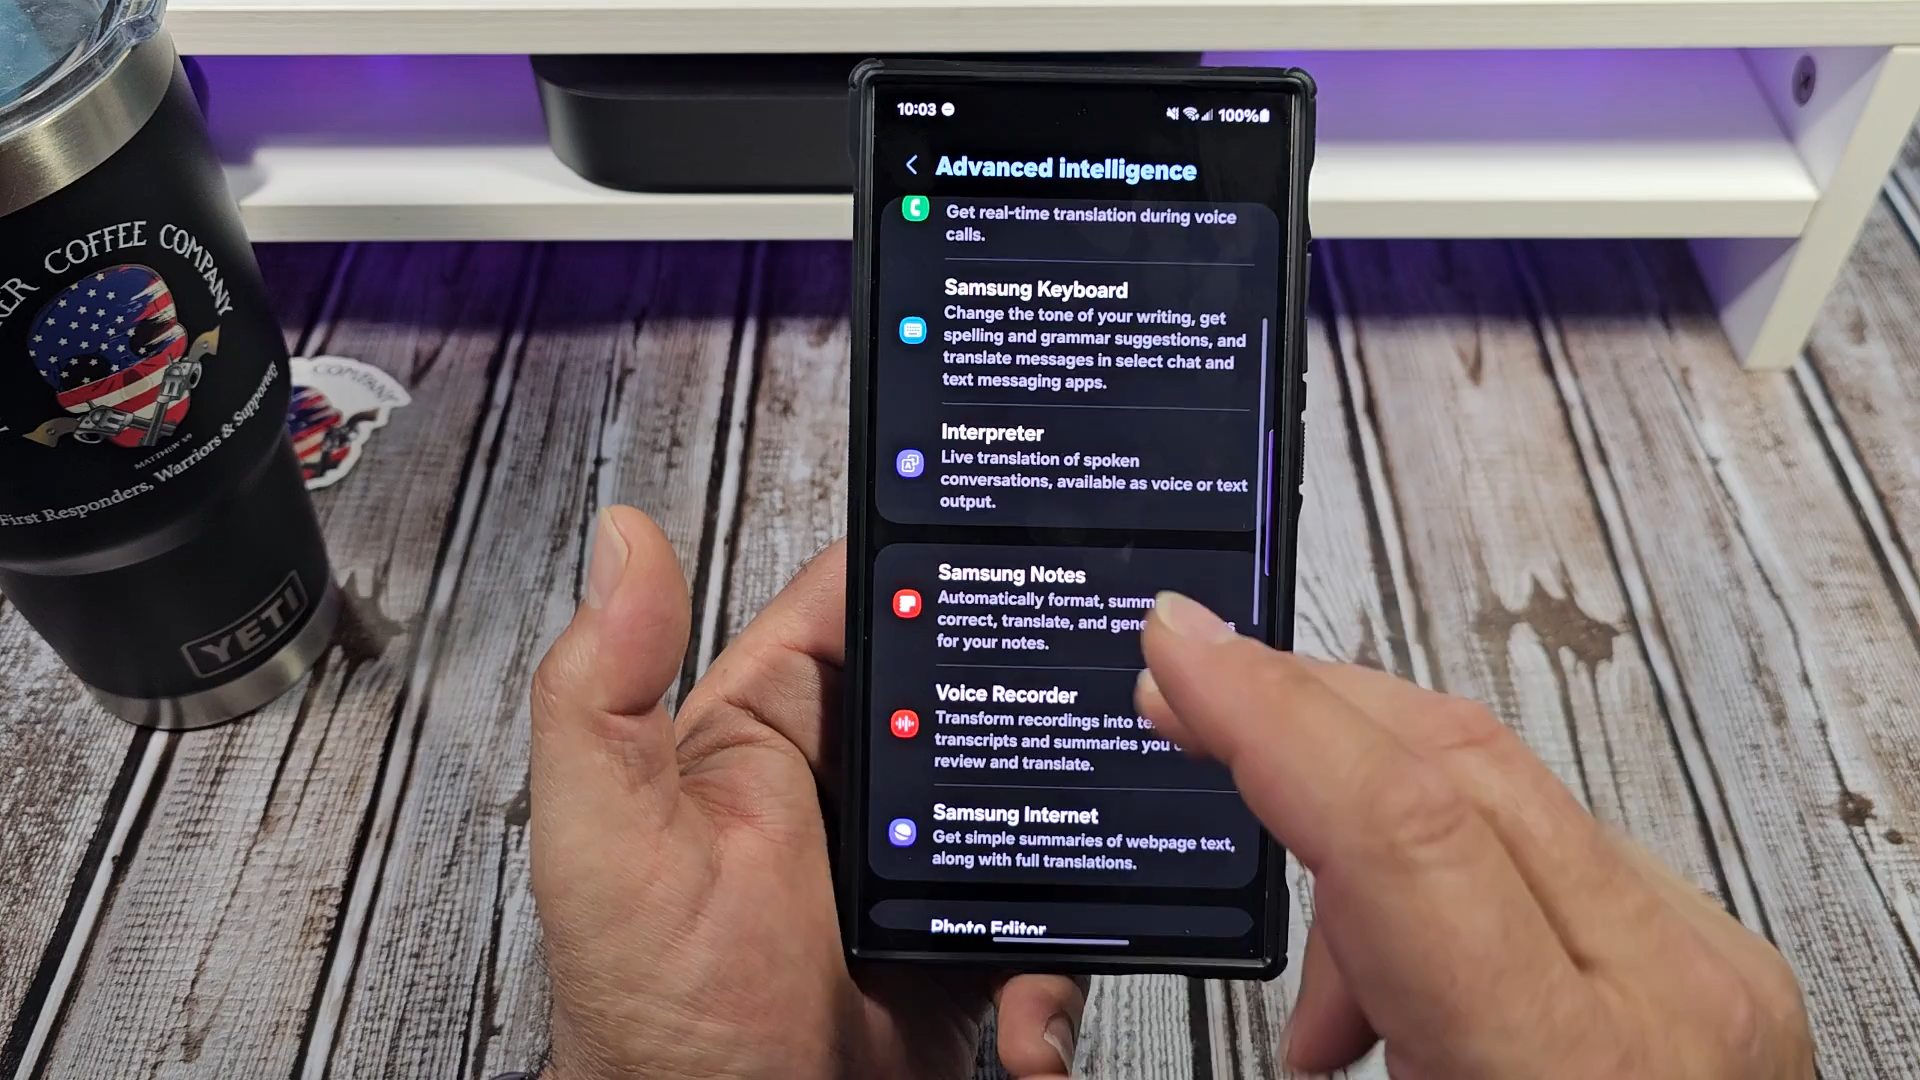 10:03
100%
Advanced intelligence
Get real-time translation during voice
calls.
Samsung Keyboard
Change the tone of your writing, get
spelling and grammar suggestions, and
translate messages in select chat and
text messaging apps.
Interpreter
Live translation of spoken
conversations, available as voice or text
output.
Samsung Notes
Automatically format,
correct, translate, and
for your notes.
Voice Recorder
Transform recordings into
transcripts and summaries you
review and translate.
Samsung Internet
Get simple summaries of webpage text,
along with full translations.
Photo Editor
COFFEE COMPANY
MATTHEW 5:9
First Responders, Warriors & Supporters
YETI
COMPANY